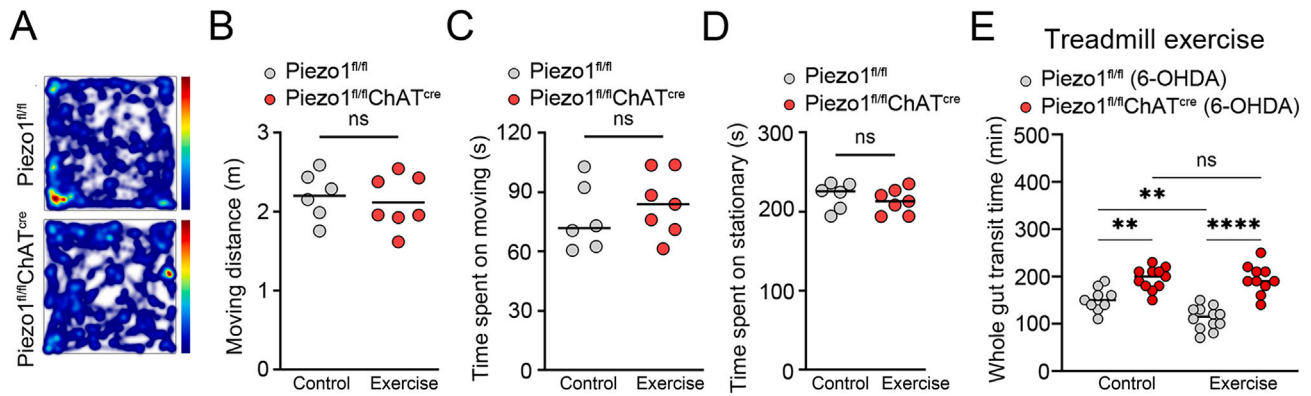 A
Piezo1fl/fl
Piezo1fl/flChATcre
B
Piezo1fl/fl
Piezo1fl/flChATcre
ns
3
2
1
0
Moving distance (m)
Control Exercise
C
Piezo1fl/fl
Piezo1fl/flChATcre
ns
120
90
60
30
0
Time spent on moving (s)
Control Exercise
D
Piezo1fl/fl
Piezo1fl/flChATcre
ns
300
200
100
0
Time spent on stationary (s)
Control Exercise
E
Treadmill exercise
Piezo1fl/fl (6-OHDA)
Piezo1fl/flChATcre (6-OHDA)
500
400
300
200
100
0
Whole gut transit time (min)
ns
**
** ****
Control Exercise